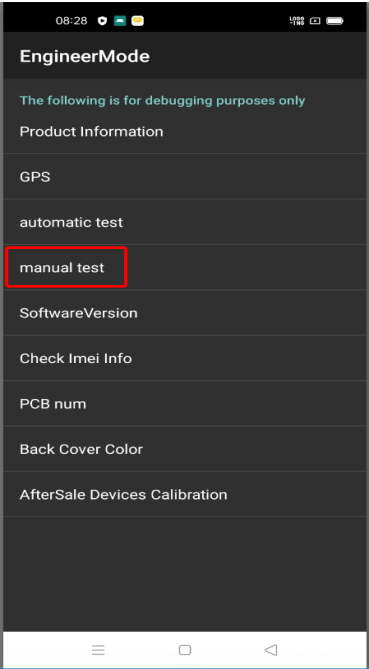 08:28
EngineerMode
The following is for debugging purposes only
Product Information
GPS
automatic test
manual test
SoftwareVersion
Check Imei Info
PCB num
Back Cover Color
AfterSale Devices Calibration